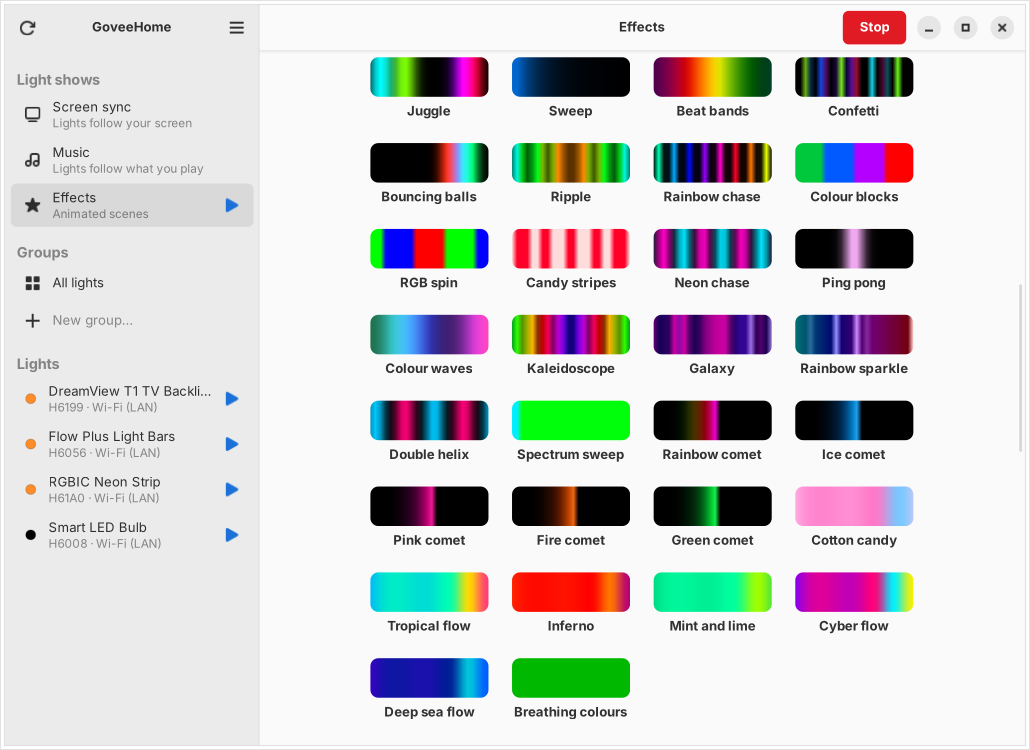 GoveeHome
Effects
Stop
Light shows
Screen sync
Lights follow your screen
Music
Lights follow what you play
Effects
Animated scenes
Groups
All lights
New group...
Lights
DreamView T1 TV Backli...
H6199 · Wi-Fi (LAN)
Flow Plus Light Bars
H6056 · Wi-Fi (LAN)
RGBIC Neon Strip
H61A0 · Wi-Fi (LAN)
Smart LED Bulb
H6008 · Wi-Fi (LAN)
Juggle Sweep Beat bands Confetti
Bouncing balls Ripple Rainbow chase Colour blocks
RGB spin Candy stripes Neon chase Ping pong
Colour waves Kaleidoscope Galaxy Rainbow sparkle
Double helix Spectrum sweep Rainbow comet Ice comet
Pink comet Fire comet Green comet Cotton candy
Tropical flow Inferno Mint and lime Cyber flow
Deep sea flow Breathing colours